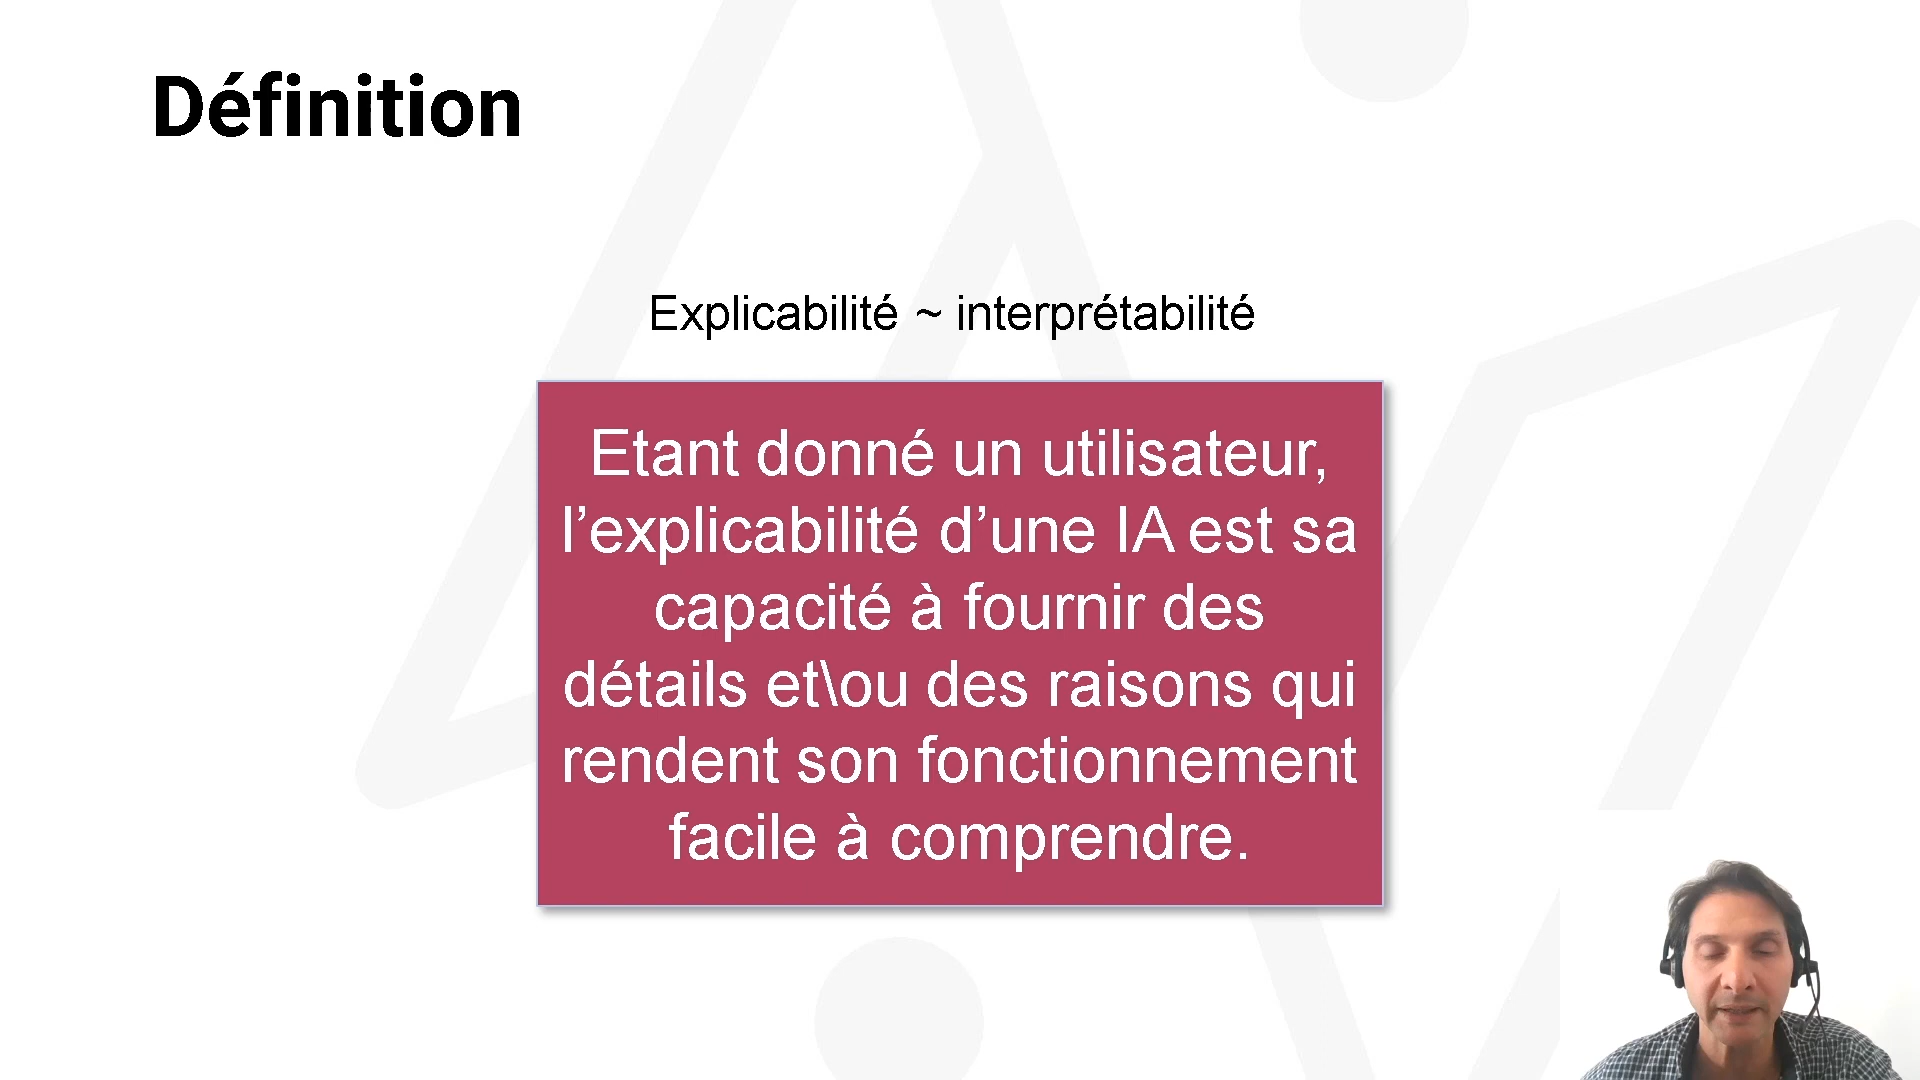 Définition
Explicabilité ~ interprétabilité
Etant donné un utilisateur,
l’explicabilité d’une IA est sa
capacité à fournir des
détails et\ou des raisons qui
rendent son fonctionnement
facile à comprendre.